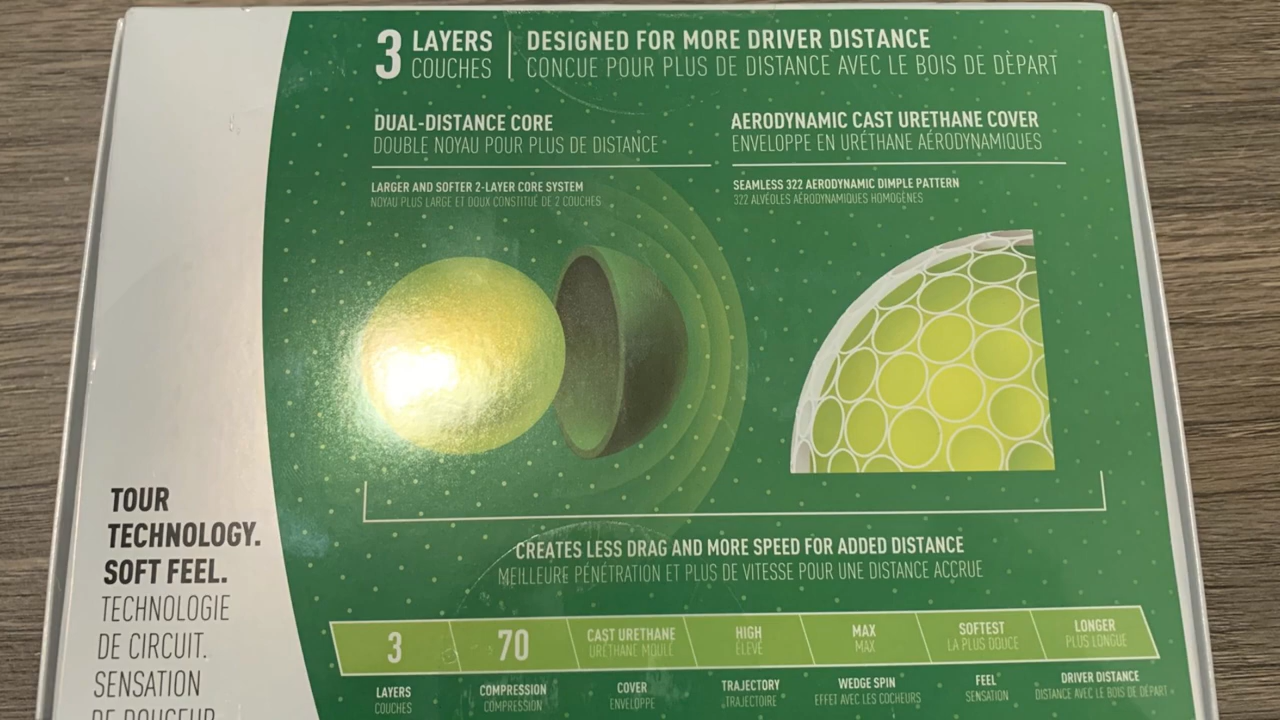 3 LAYERS
COUCHES
DESIGNED FOR MORE DRIVER DISTANCE
CONCUE POUR PLUS DE DISTANCE AVEC LE BOIS DE DÈPART
DUAL-DISTANCE CORE
DOUBLE NOYAU POUR PLUS DE DISTANCE
LARGER AND SOFTER 2-LAYER CORE SYSTEM
NOYAU PLUS LARGE ET DOUX CONSTITUÉ DE 2 COUCHES
AERODYNAMIC CAST URETHANE COVER
ENVELOPPE EN URÉTHANE AÉRODYNAMIQUES
SEAMLESS 322 AERODYNAMIC DIMPLE PATTERN
322 ALVÉOLES AÉRODYNAMIQUES HOMOGÈNES
TOUR
TECHNOLOGY.
SOFT FEEL.
TECHNOLOGIE
DE CIRCUIT.
SENSATION
DE DOUCEUR
CREATES LESS DRAG AND MORE SPEED FOR ADDED DISTANCE
MEILLEURE PÉNÉTRATION ET PLUS DE VITESSE POUR UNE DISTANCE ACCRUE
3
LAYERS
COUCHES
70
COMPRESSION
COMPRESSION
CAST URETHANE
URÉTHANE MOULÉ
COVER
ENVELOPPE
HIGH
ÉLEVÉ
TRAJECTORY
TRAJECTOIRE
MAX
MAX
WEDGE SPIN
EFFET AVEC LES COCHEURS
SOFTEST
LA PLUS DOUCE
FEEL
SENSATION
LONGER
PLUS LONGUE
DRIVER DISTANCE
DISTANCE AVEC LE BOIS DE DÉPART